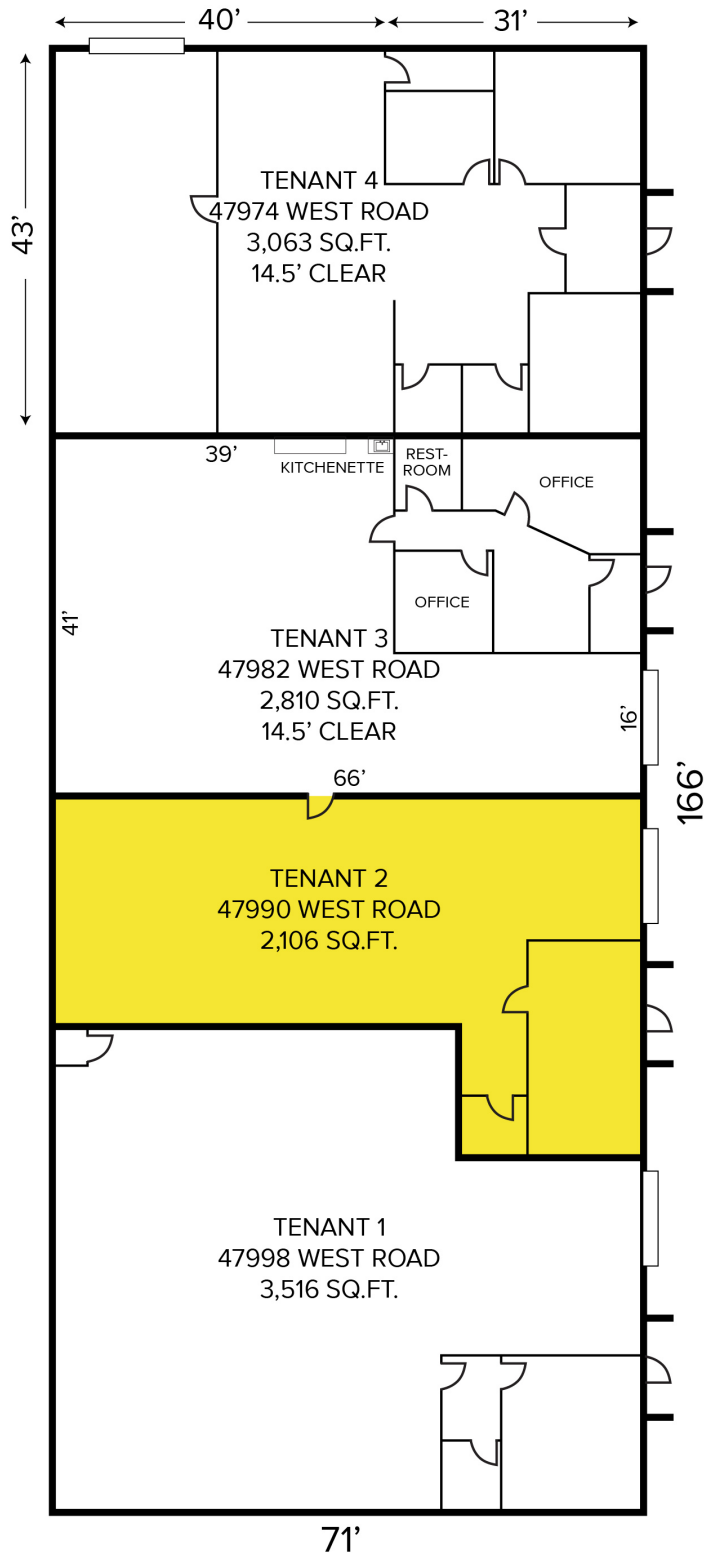 40’
31’
43’
TENANT 4
47974 WEST ROAD
3,063 SQ.FT.
14.5’ CLEAR
39’
KITCHENETTE
REST-
ROOM
OFFICE
41’
OFFICE
TENANT 3
47982 WEST ROAD
2,810 SQ.FT.
14.5’ CLEAR
16’
66’
166’
TENANT 2
47990 WEST ROAD
2,106 SQ.FT.
TENANT 1
47998 WEST ROAD
3,516 SQ.FT.
71’